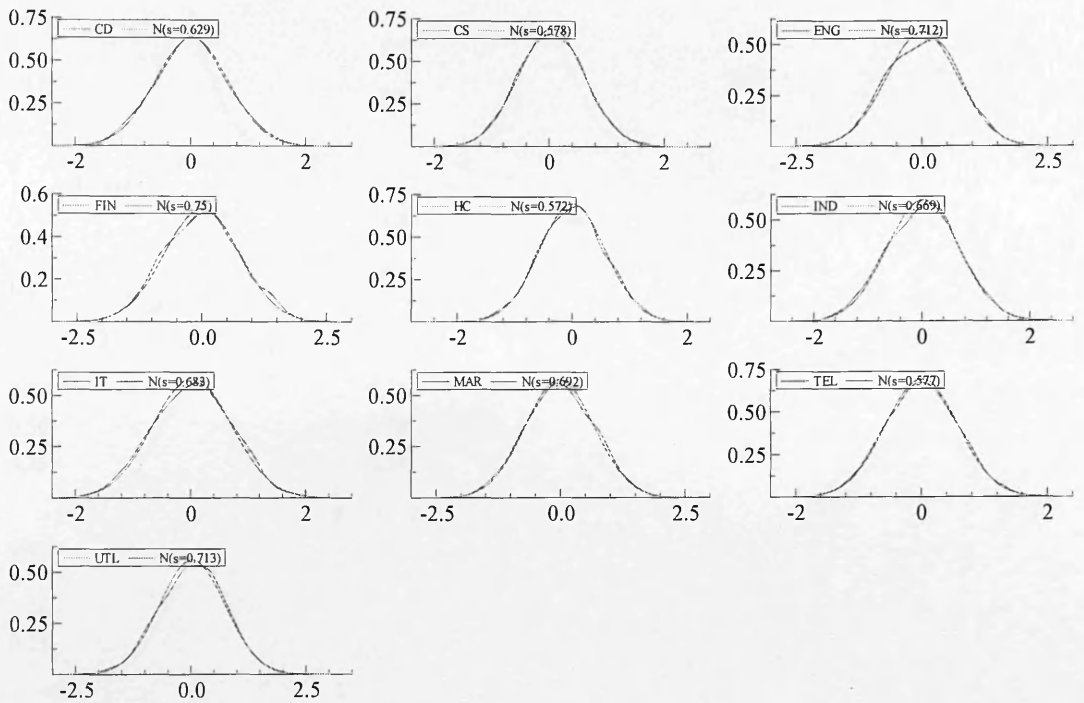 0.75 CD N(s=0.629)
0.50
0.25
-2 0 2
0.75 CS N(s=0.578)
0.50
0.25
-2 0 2
ENG N(s=0.712)
0.50
0.25
-2.5 0.0 2.5
0.6 FIN N(s=0.75)
0.4
0.2
-2.5 0.0 2.5
0.75 HC N(s=0.572)
0.50
0.25
-2 0 2
IND N(s=0.669)
0.50
0.25
-2 0 2
IT N(s=0.683)
0.50
0.25
-2 0 2
MAR N(s=0.692)
0.50
0.25
-2.5 0.0 2.5
0.75 TEL N(s=0.577)
0.50
0.25
-2 0 2
UTL N(s=0.713)
0.50
0.25
-2.5 0.0 2.5